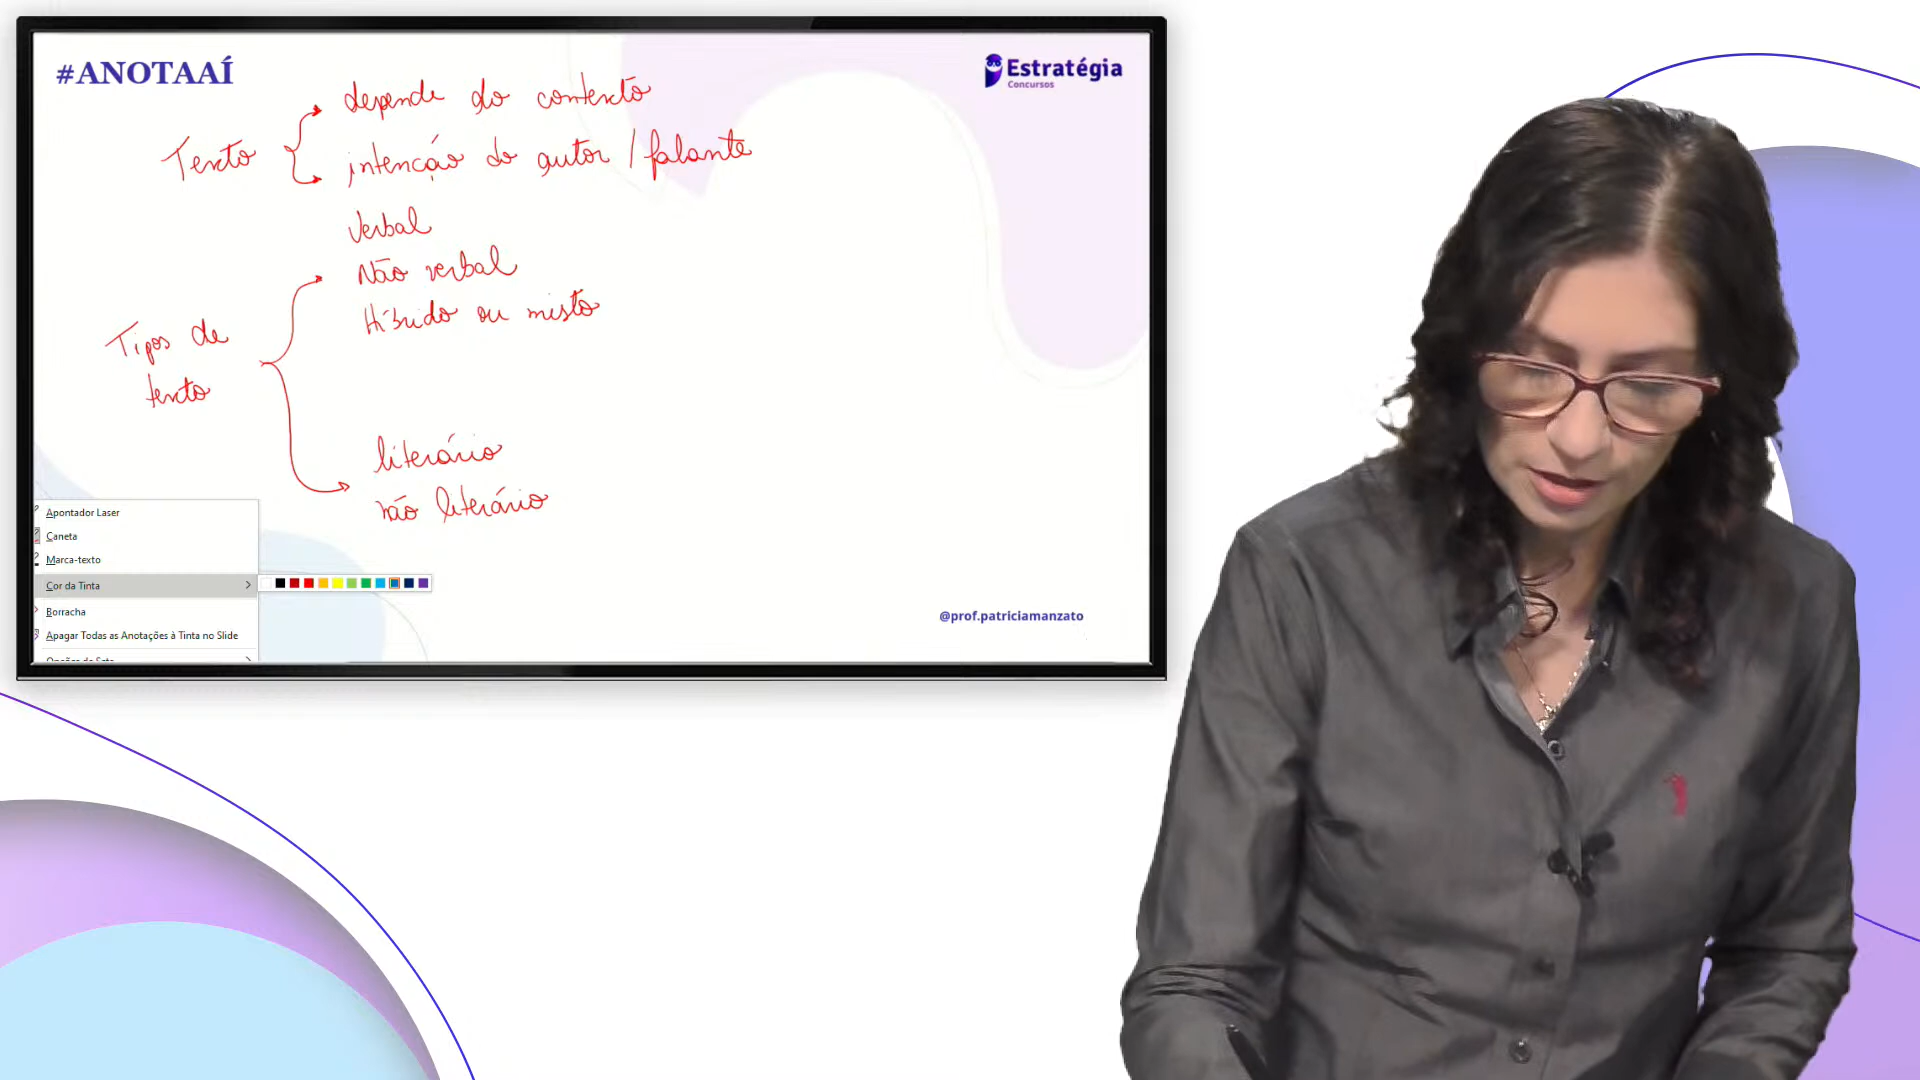 #ANOTAAÍ
Estratégia
Concursos
Texto
depende do contexto
intenção do autor / falante
Tipos de
texto
Verbal
Não verbal
Híbrido ou misto
literário
não literário
Apontador Laser
Caneta
Marca-texto
Cor da Tinta
Borracha
Apagar Todas as Anotações à Tinta no Slide
@prof.patriciamanzato